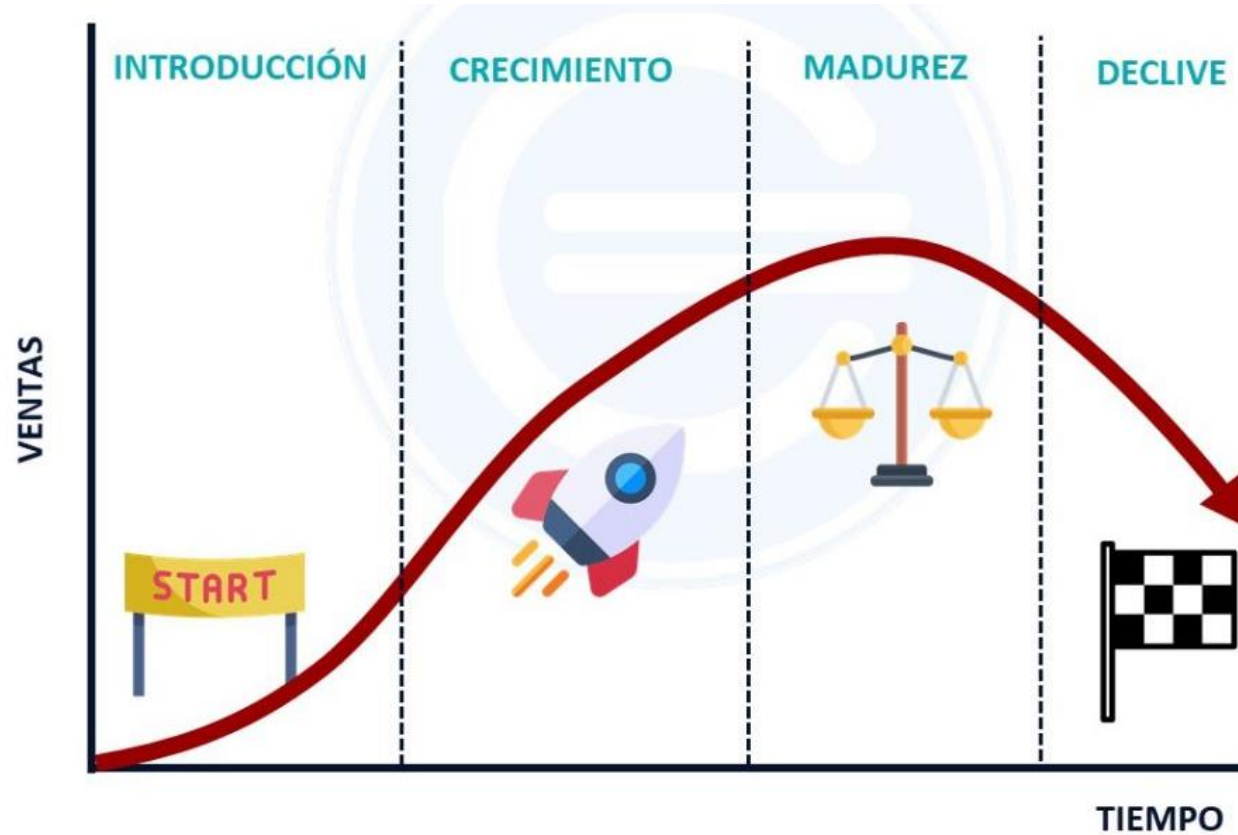 INTRODUCCIÓN
CRECIMIENTO
MADUREZ
DECLIVE
VENTAS
START
TIEMPO